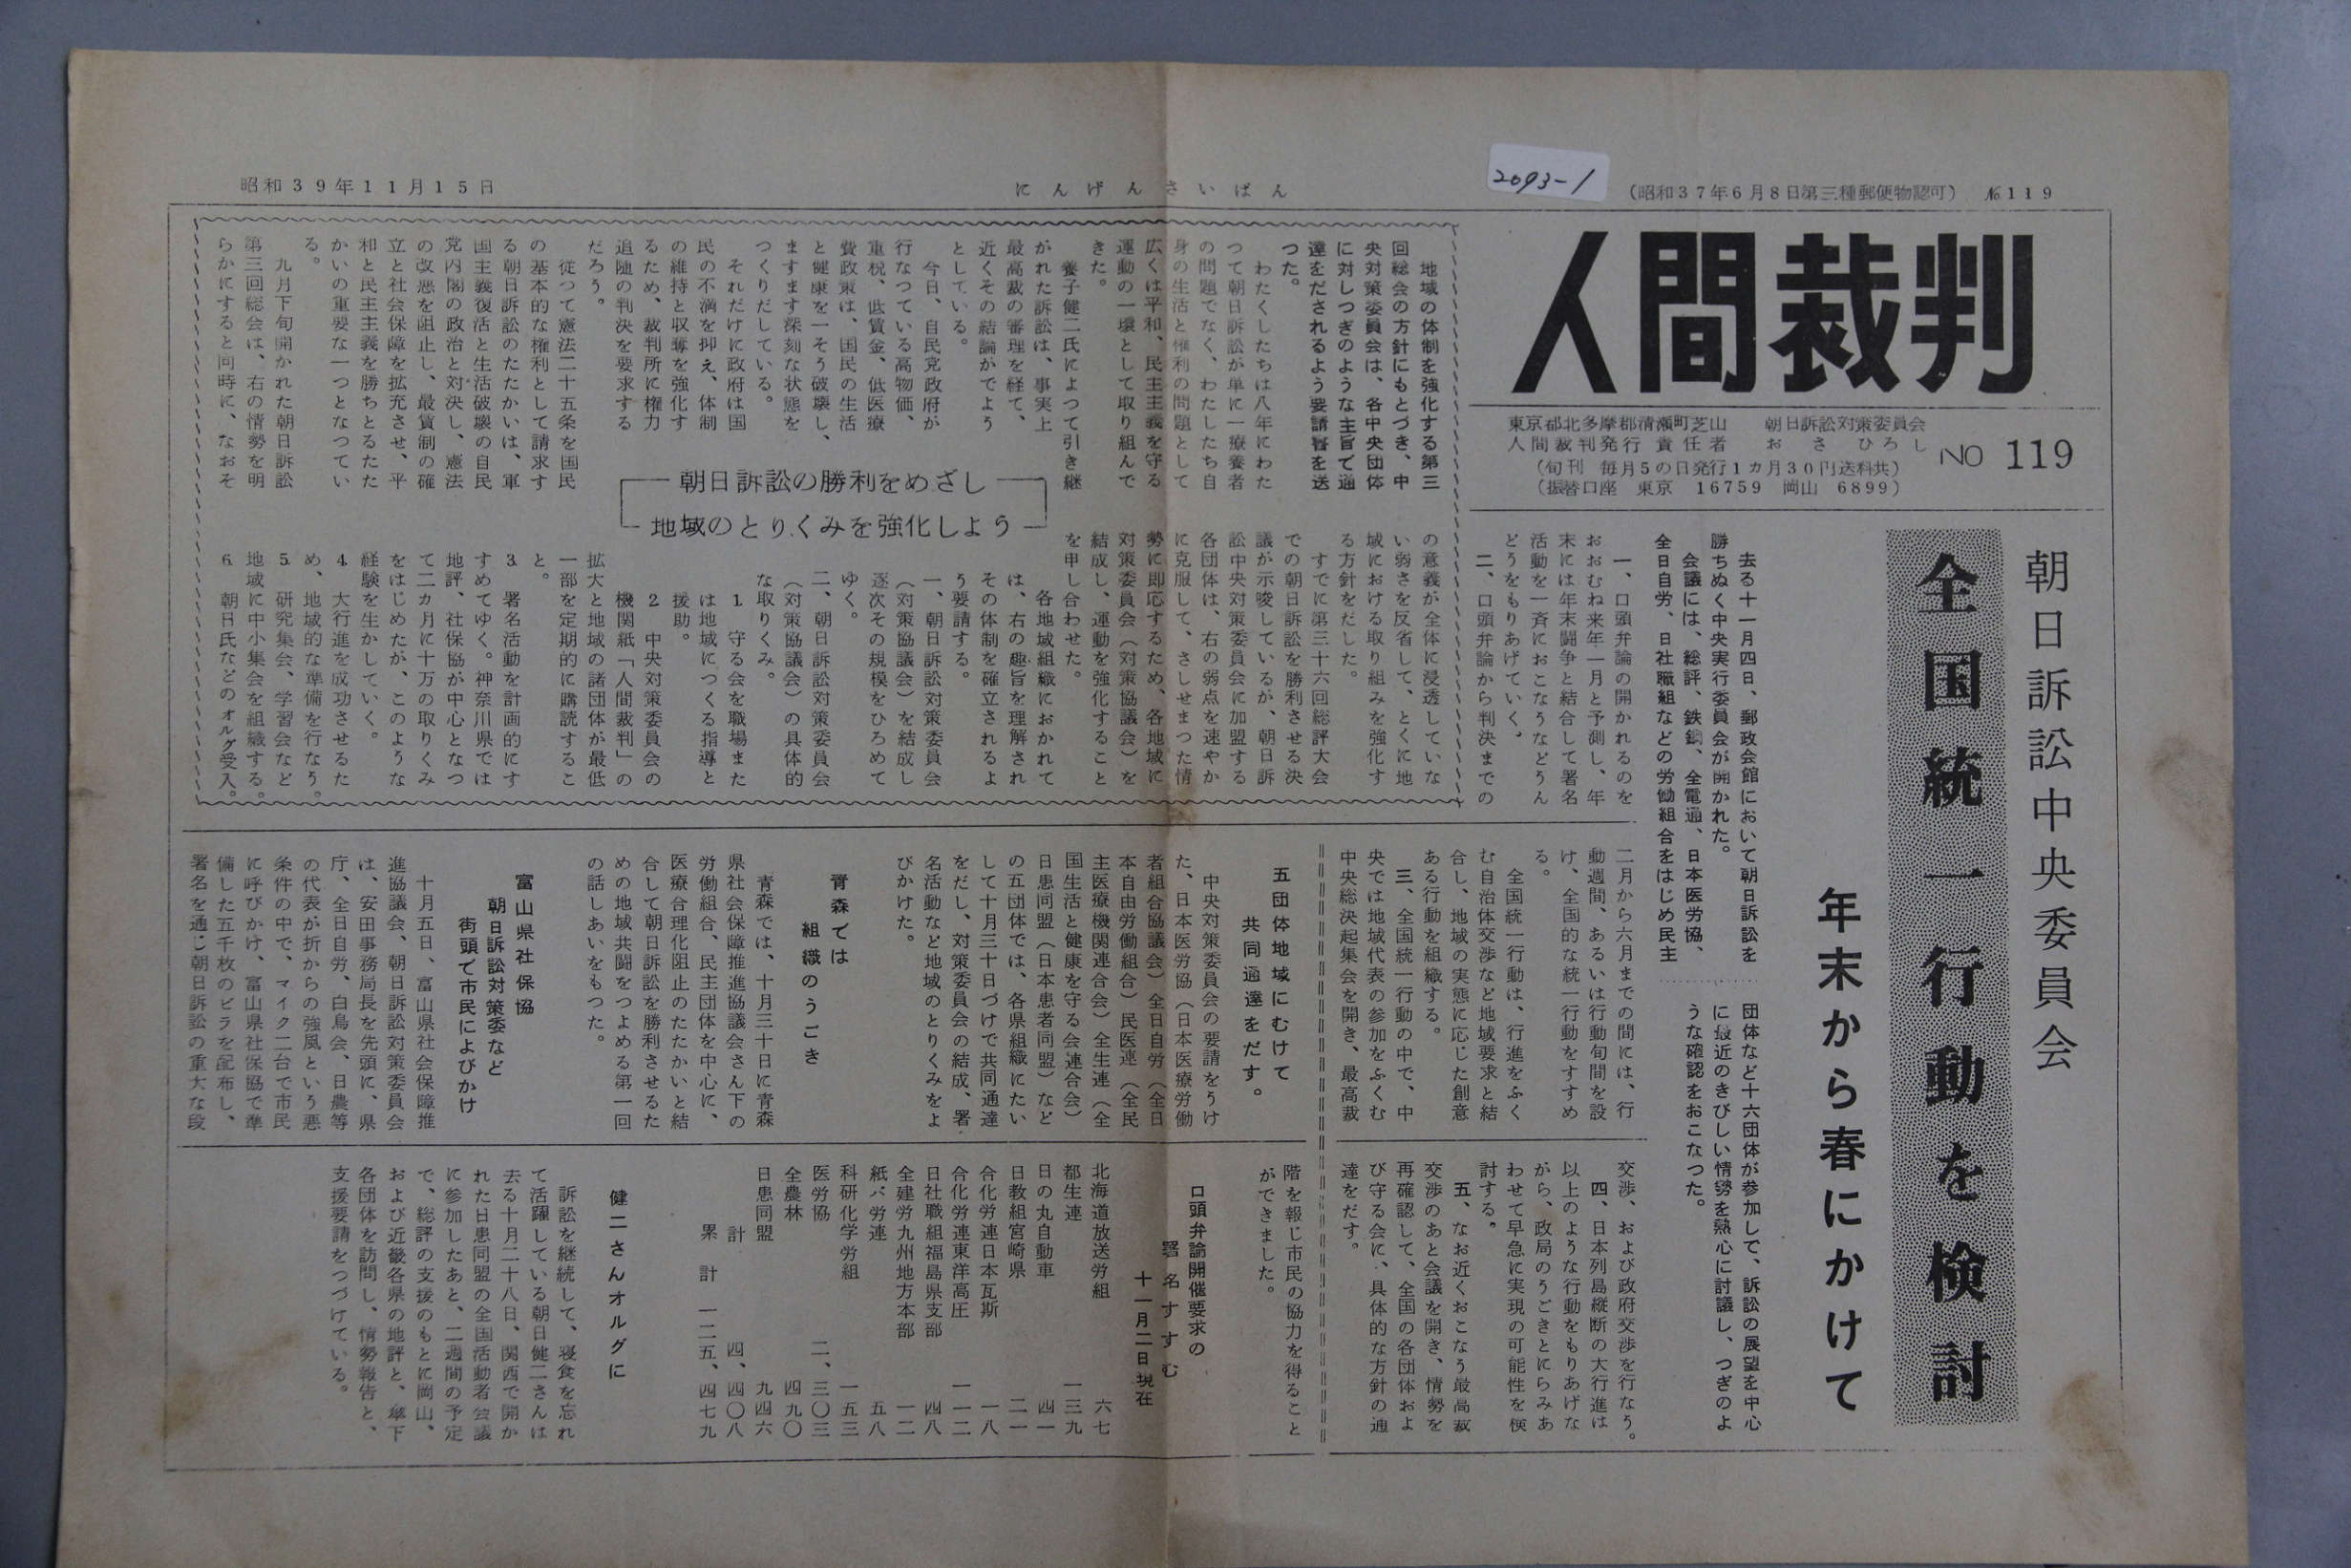 昭和39年11月15日
にんげんさいばん
2093-1
(昭和37年6月8日第三種郵便物認可)
№119
人間裁判
東京都北多摩郡清瀬町芝山　朝日訴訟対策委員会
人間裁判発行責任者　おさひろし
(旬刊 毎月5の日発行1ヵ月30円送料共)
(振替口座 東京 16759 岡山 6899)
NO 119
朝日訴訟中央委員会
全国統一行動を検討
年末から春にかけて
去る十一月四日、郵政会館において朝日訴訟を
勝ちぬく中央実行委員会が開かれた。
会議には、総評、鉄鋼、全電通、日本医労協、
全日自労、日社職組などの労働組合をはじめ民主
団体など十六団体が参加して、訴訟の展望を中心
に最近のきびしい情勢を熱心に討議し、つぎのよ
うな確認をおこなつた。
一、口頭弁論の開かれるのを
おおむね来年一月と予測し、年
末には年末闘争と結合して署名
活動を一斉におこなうなどうん
どうをもりあげていく。
二、口頭弁論から判決までの
二月から六月までの間には、行
動週間、あるいは行動旬間を設
け、全国的な統一行動をすすめ
る。
全国統一行動は、行進をふく
む自治体交渉など地域要求と結
合し、地域の実態に応じた創意
ある行動を組織する。
三、全国統一行動の中で、中
央では地域代表の参加をふくむ
中央総決起集会を開き、最高裁
交渉、および政府交渉を行なう。
四、日本列島縦断の大行進は
以上のような行動をもりあげな
がら、政局のうごきとにらみあ
わせて早急に実現の可能性を検
討する。
五、なお近くおこなう最高裁
交渉のあと会議を開き、情勢を
再確認して、全国の各団体およ
び守る会に、具体的な方針の通
達をだす。
地域の体制を強化する第三
回総会の方針にもとづき、中
央対策委員会は、各中央団体
に対しつぎのような主旨で通
達をだされるよう要請書を送
つた。
わたくしたちは八年にわた
つて朝日訴訟が単に一療養者
の問題でなく、わたしたち自
身の生活と権利の問題として
広くは平和、民主主義を守る
運動の一環として取り組んで
きた。
養子健二氏によつて引き継
がれた訴訟は、事実上
最高裁の審理を経て、
近くその結論がでよう
としている。
今日、自民党政府が
行なつている高物価、
重税、低賃金、低医療
費政策は、国民の生活
と健康を一そう破壊し、
ますます深刻な状態を
つくりだしている。
それだけに政府は国
民の不満を抑え、体制
の維持と収奪を強化す
るため、裁判所に権力
追随の判決を要求する
だろう。
従つて憲法二十五条を国民
の基本的な権利として請求す
る朝日訴訟のたたかいは、軍
国主義復活と生活破壊の自民
党内閣の政治と対決し、憲法
の改悪を阻止し、最賃制の確
立と社会保障を拡充させ、平
和と民主主義を勝ちとるたた
かいの重要な一つとなつてい
る。
九月下旬開かれた朝日訴訟
第三回総会は、右の情勢を明
らかにすると同時に、なおそ
朝日訴訟の勝利をめざし
地域のとりくみを強化しよう
の意義が全体に浸透していな
い弱さを反省して、とくに地
域における取り組みを強化す
る方針をだした。
すでに第三十六回総評大会
での朝日訴訟を勝利させる決
議が示唆しているが、朝日訴
訟中央対策委員会に加盟する
各団体は、右の弱点を速やか
に克服して、さしせまつた情
勢に即応するため、各地域に
対策委員会(対策協議会)を
結成し、運動を強化すること
を申し合わせた。
各地域組織におかれて
は、右の趣旨を理解され
その体制を確立されるよ
う要請する。
一、朝日訴訟対策委員会
(対策協議会)を結成し
逐次その規模をひろめて
ゆく。
二、朝日訴訟対策委員会
(対策協議会)の具体的
な取りくみ。
1 守る会を職場また
は地域につくる指導と
援助。
2 中央対策委員会の
機関紙「人間裁判」の
拡大と地域の諸団体が最低
一部を定期的に購読するこ
と。
3 署名活動を計画的にす
すめてゆく。神奈川県では
地評、社保協が中心となつ
て二カ月に十万の取りくみ
をはじめたが、このような
経験を生かしていく。
4 大行進を成功させるた
め、地域的な準備を行なう。
5 研究集会、学習会など
地域に中小集会を組織する。
6 朝日氏などのオルグ受入。
五団体地域にむけて
共同通達をだす。
中央対策委員会の要請をうけ
た、日本医労協(日本医療労働
者組合協議会)全日自労(全日
本自由労働組合)民医連(全民
主医療機関連合会)全生連(全
国生活と健康を守る会連合会)
日患同盟(日本患者同盟)など
の五団体では、各県組織にたい
して十月三十日づけで共同通達
をだし、対策委員会の結成、署
名活動など地域のとりくみをよ
びかけた。
青森では
組織のうごき
青森では、十月三十日に青森
県社会保障推進協議会さん下の
労働組合、民主団体を中心に、
医療合理化阻止のたたかいと結
合して朝日訴訟を勝利させるた
めの地域共闘をつよめる第一回
の話しあいをもつた。
富山県社保協
朝日訴訟対策委など
街頭で市民によびかけ
十月五日、富山県社会保障推
進協議会、朝日訴訟対策委員会
は、安田事務局長を先頭に、県
庁、全日自労、白鳥会、日農等
の代表が折からの強風という悪
条件の中で、マイク二台で市民
に呼びかけ、富山県社保協で準
備した五千枚のビラを配布し、
署名を通じ朝日訴訟の重大な段
階を報じ市民の協力を得ること
ができました。
口頭弁論開催要求の
署名すすむ
十一月二日現在
北海道放送労組　六七
都生連　一三九
日の丸自動車　四一
日教組宮崎県　二一
合化労連日本瓦斯　一八
合化労連東洋高圧　一一二
日社職組福島県支部　四八
全建労九州地方本部　一二
紙パ労連　五八
科研化学労組　一五三
医労協　二、三〇三
全農林　四九〇
日患同盟　九四六
計　四、四〇八
累計　一二五、四七九
健二さんオルグに
訴訟を継続して、寝食を忘れ
て活躍している朝日健二さんは
去る十月二十八日、関西で開か
れた日患同盟の全国活動者会議
に参加したあと、二週間の予定
で、総評の支援のもとに岡山、
および近畿各県の地評と、傘下
各団体を訪問し、情勢報告と、
支援要請をつづけている。